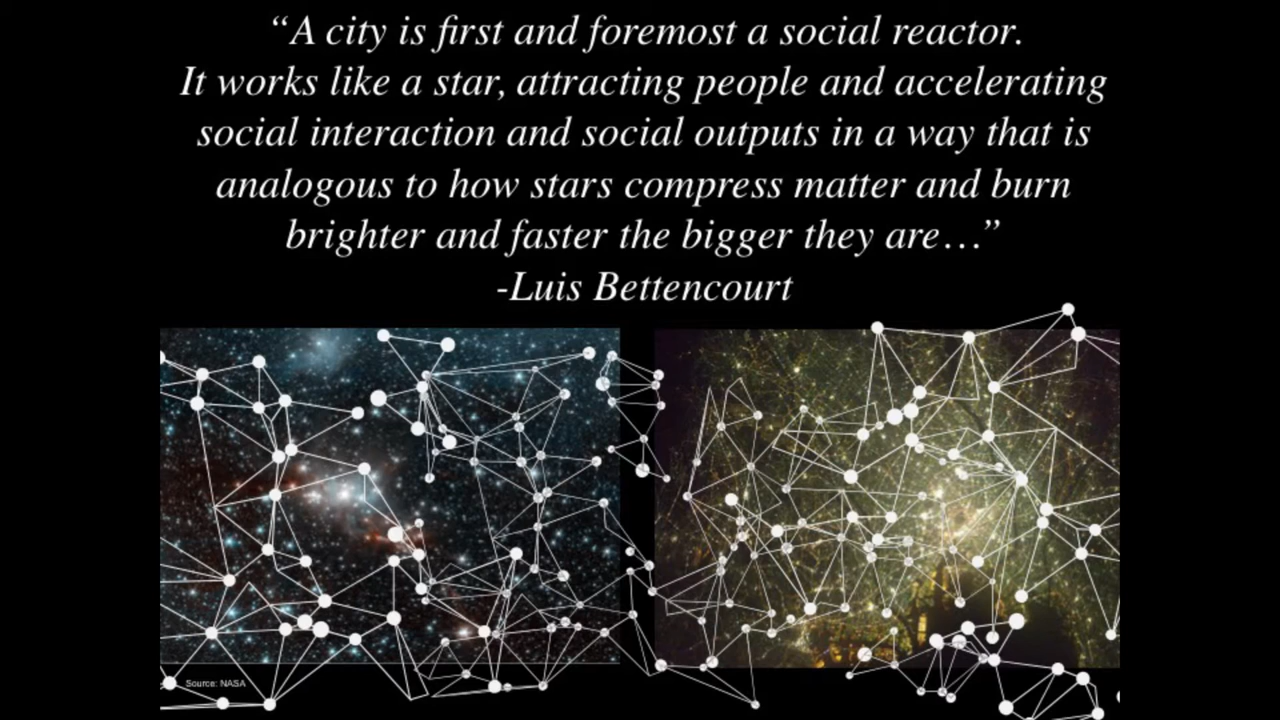 “A city is first and foremost a social reactor.
It works like a star, attracting people and accelerating
social interaction and social outputs in a way that is
analogous to how stars compress matter and burn
brighter and faster the bigger they are…”
-Luis Bettencourt
Source: NASA